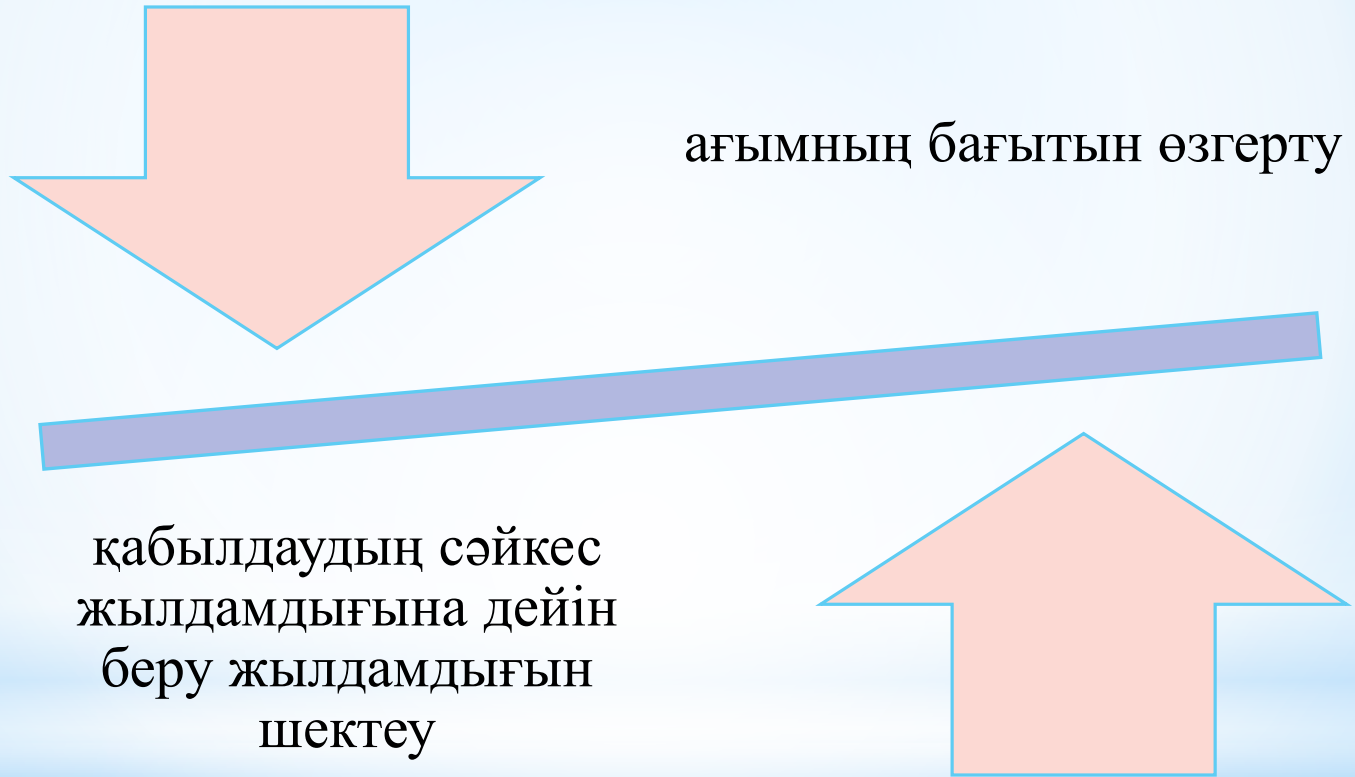 ағымның бағытын өзгерту
қабылдаудың сәйкес
жылдамдығына дейін
беру жылдамдығын
шектеу